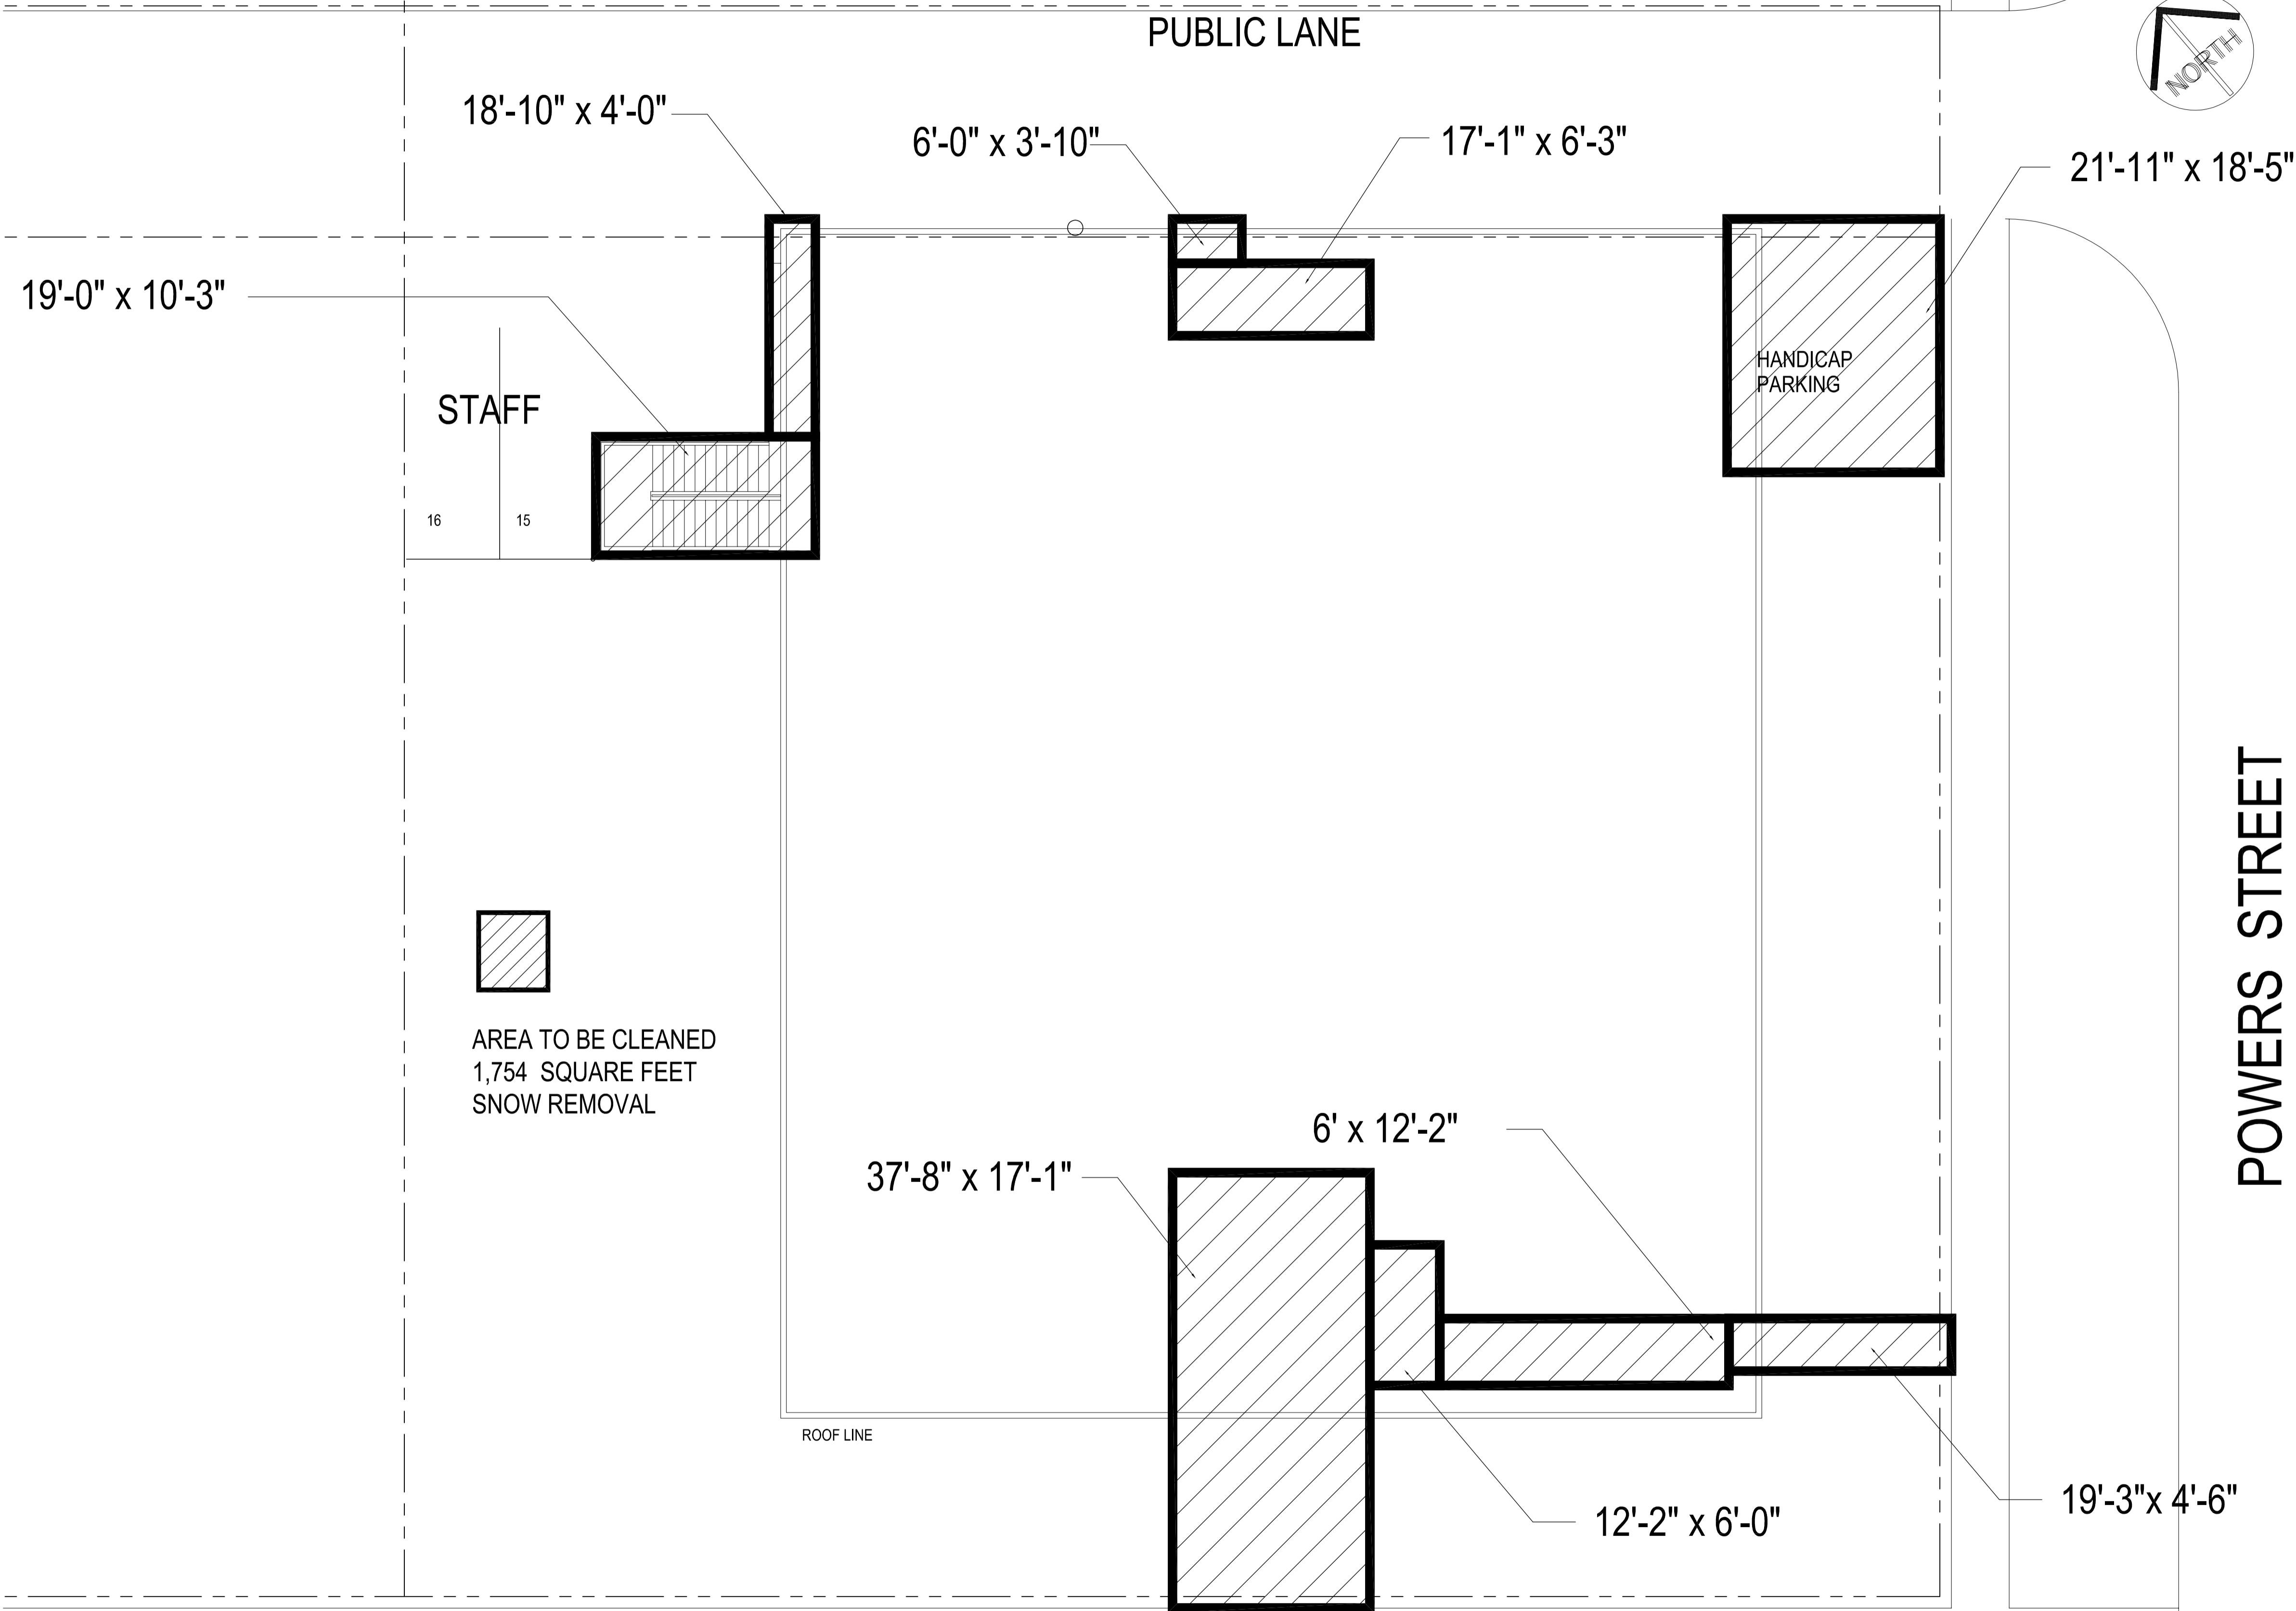 PUBLIC LANE
NORTH
18'-10" x 4'-0"
6'-0" x 3'-10"
17'-1" x 6'-3"
21'-11" x 18'-5"
19'-0" x 10'-3"
HANDICAP
PARKING
STAFF
16
15
POWERS STREET
AREA TO BE CLEANED
1,754 SQUARE FEET
SNOW REMOVAL
6' x 12'-2"
37'-8" x 17'-1"
ROOF LINE
19'-3"x 4'-6"
12'-2" x 6'-0"